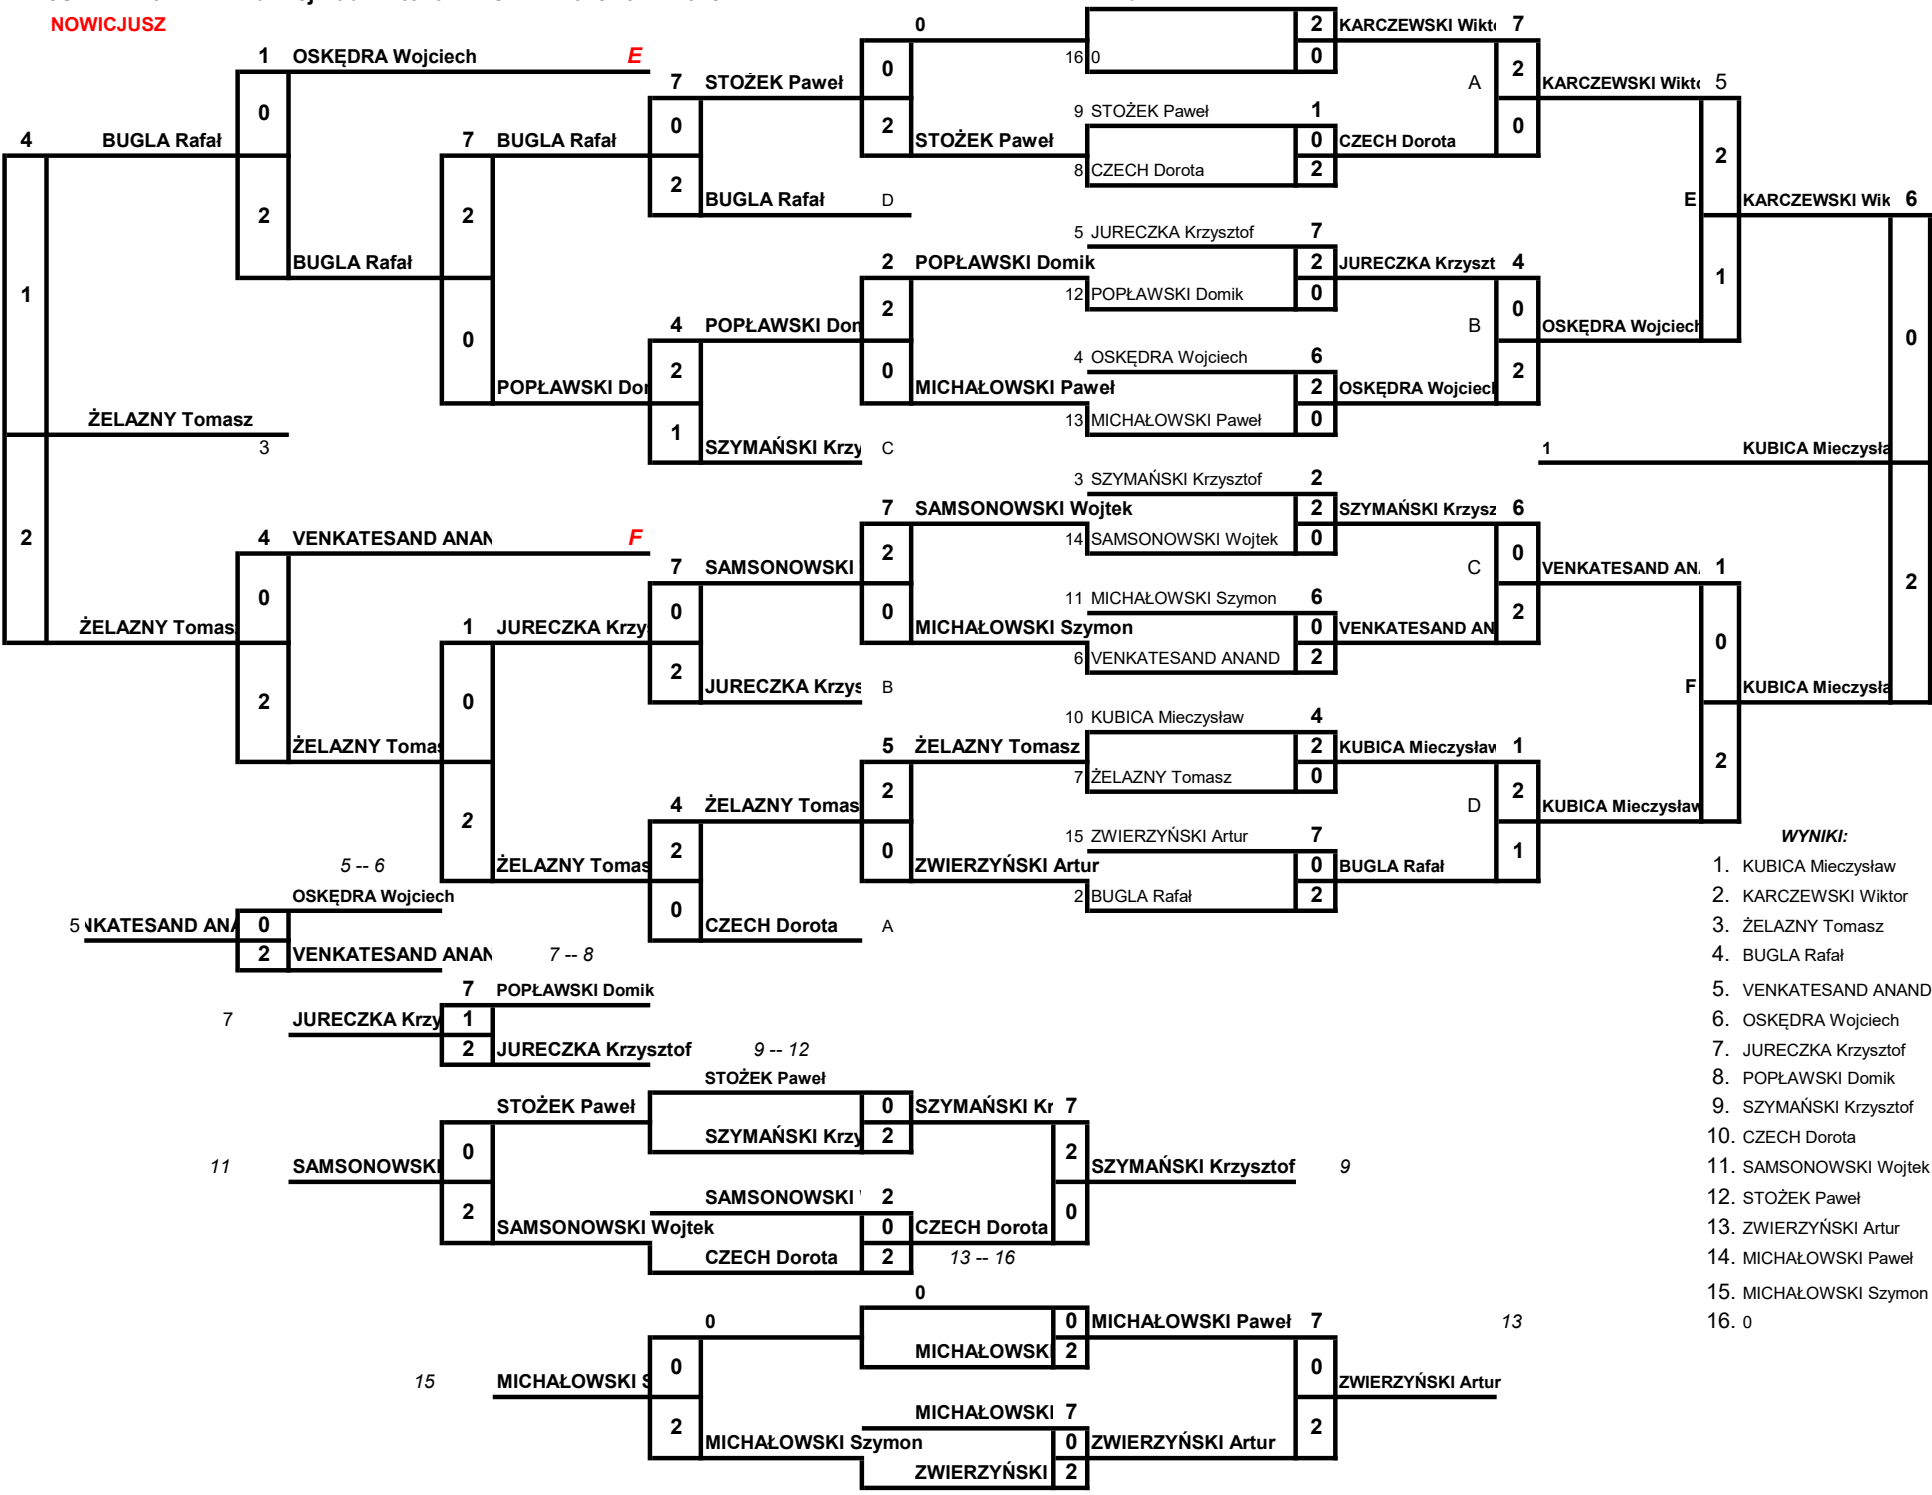 NOWICJUSZ
0 2 KARCZEWSKI Wikt 7
1 OSKĘDRA Wojciech E 16 0 0
7 STOŻEK Paweł 0 A 2 KARCZEWSKI Wikt 5
0 9 STOŻEK Paweł 1
4 BUGLA Rafał 7 BUGLA Rafał 0 2 STOŻEK Paweł 0 CZECH Dorota 0
2 8 CZECH Dorota 2 2
2 2 BUGLA Rafał D E KARCZEWSKI Wik 6
5 JURECZKA Krzysztof 7
BUGLA Rafał 2 POPŁAWSKI Domik 2 JURECZKA Krzyszt 4 1
1 2 12 POPŁAWSKI Domik 0
0 4 POPŁAWSKI Don B 0 OSKĘDRA Wojciech 0
4 OSKĘDRA Wojciech 6
POPŁAWSKI Dor 2 0 MICHAŁOWSKI Paweł 2 OSKĘDRA Wojciecl 2
ŻELAZNY Tomasz 1 13 MICHAŁOWSKI Paweł 0
3 SZYMAŃSKI Krzy C 1 KUBICA Mieczysła
3 SZYMAŃSKI Krzysztof 2
7 SAMSONOWSKI Wojtek 2 SZYMAŃSKI Krzysz 6
2 4 VENKATESAND ANAN F 2 14 SAMSONOWSKI Wojtek 0
7 SAMSONOWSKI C 0 VENKATESAND AN 1 2
0 0 0 11 MICHAŁOWSKI Szymon 6 2
ŻELAZNY Tomas 1 JURECZKA Krzy MICHAŁOWSKI Szymon 0 VENKATESAND AN 0
2 6 VENKATESAND ANAND 2
2 0 JURECZKA Krzys B F KUBICA Mieczysła
10 KUBICA Mieczysław 4
ŻELAZNY Tomas 5 ŻELAZNY Tomasz 2 KUBICA Mieczysław 1 2
2 7 ŻELAZNY Tomasz 0
2 4 ŻELAZNY Tomas D 2 KUBICA Mieczysław
15 ZWIERZYŃSKI Artur 7 WYNIKI:
5 -- 6 ŻELAZNY Tomas 2 0 ZWIERZYŃSKI Artur 0 BUGLA Rafał 1 1. KUBICA Mieczysław
OSKĘDRA Wojciech 0 2 BUGLA Rafał 2 2. KARCZEWSKI Wiktor
5 NKATESAND ANA 0 CZECH Dorota A 3. ŻELAZNY Tomasz
2 VENKATESAND ANAN 7 -- 8 4. BUGLA Rafał
7 POPŁAWSKI Domik 5. VENKATESAND ANAND
7 JURECZKA Krzy 1 6. OSKĘDRA Wojciech
2 JURECZKA Krzysztof 9 -- 12 7. JURECZKA Krzysztof
STOŻEK Paweł 8. POPŁAWSKI Domik
STOŻEK Paweł 0 SZYMAŃSKI Kr 7 9. SZYMAŃSKI Krzysztof
0 SZYMAŃSKI Krzy 2 2 10. CZECH Dorota
11 SAMSONOWSKI SZYMAŃSKI Krzysztof 9 11. SAMSONOWSKI Wojtek
2 SAMSONOWSKI 2 0 12. STOŻEK Paweł
SAMSONOWSKI Wojtek 0 CZECH Dorota 13. ZWIERZYŃSKI Artur
CZECH Dorota 2 13 -- 16 14. MICHAŁOWSKI Paweł
0 15. MICHAŁOWSKI Szymon
0 0 MICHAŁOWSKI Paweł 7 13 16. 0
0 MICHAŁOWSK 2 0
15 MICHAŁOWSKI S ZWIERZYŃSKI Artur
2 MICHAŁOWSKI 7 2
MICHAŁOWSKI Szymon 0 ZWIERZYŃSKI Artur
ZWIERZYŃSKI 2